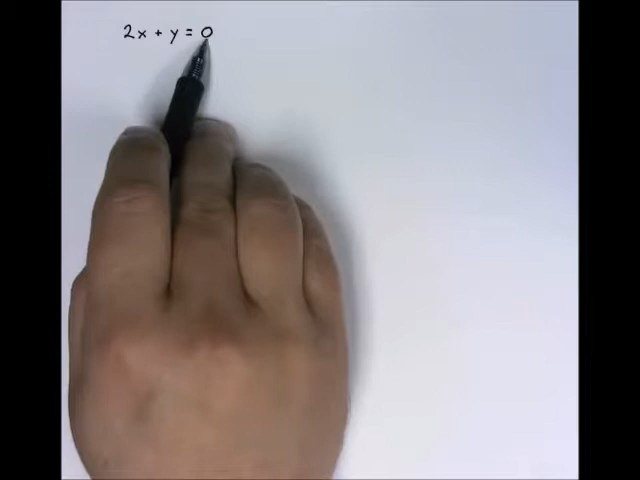 2x + y = 0